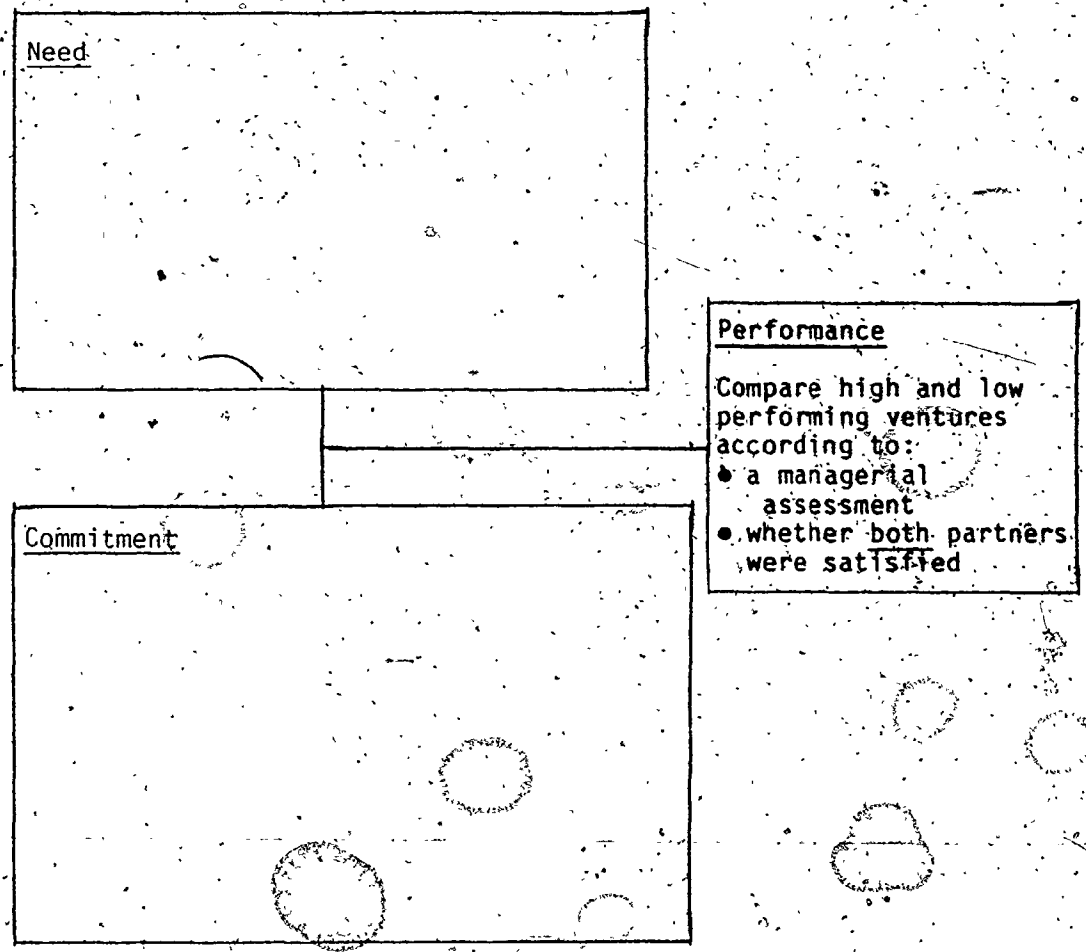 Need
Performance
Compare high and low
performing ventures
according to:
● a managerial
assessment
● whether both partners
were satisfied
Commitment